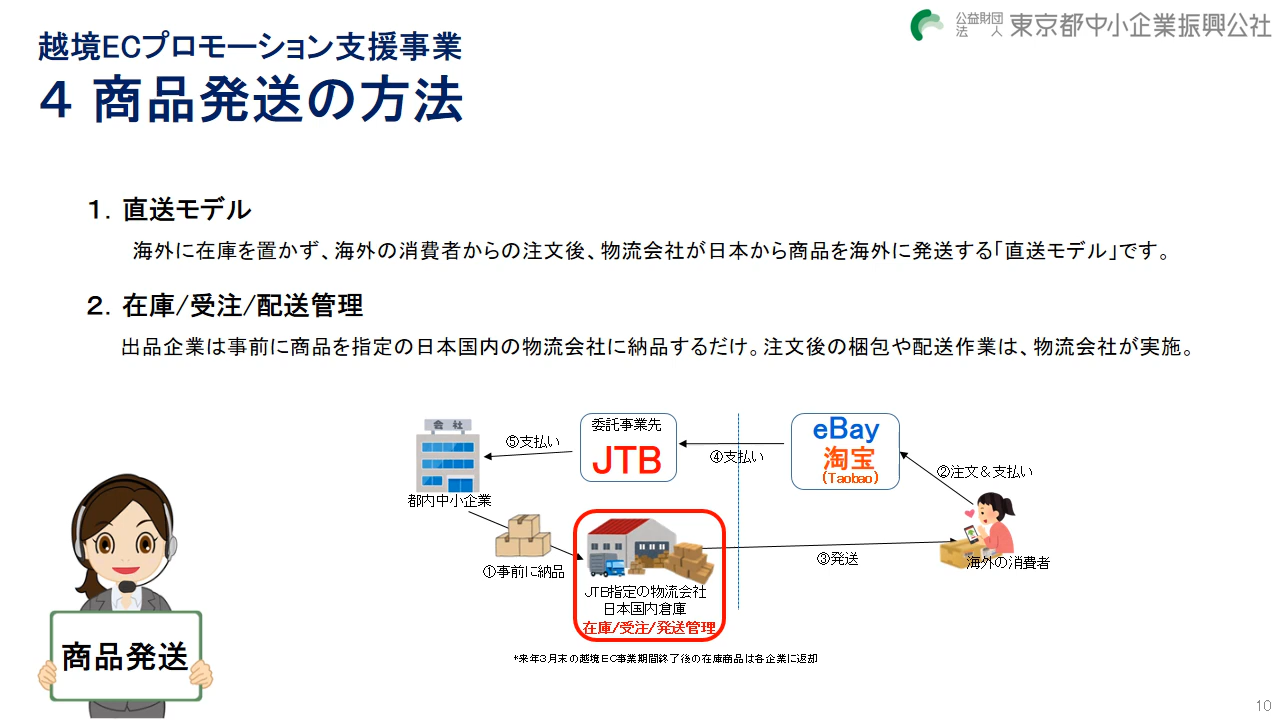 公益財団法人 東京都中小企業振興公社
越境ECプロモーション支援事業
4 商品発送の方法
1. 直送モデル
海外に在庫を置かず、海外の消費者からの注文後、物流会社が日本から商品を海外に発送する「直送モデル」です。
2. 在庫/受注/配送管理
出品企業は事前に商品を指定の日本国内の物流会社に納品するだけ。注文後の梱包や配送作業は、物流会社が実施。
会社
都内中小企業
⑤支払い
委託事業先
JTB
④支払い
eBay
淘宝
(Taobao)
②注文&支払い
①事前に納品
JTB指定の物流会社
日本国内倉庫
在庫/受注/発送管理
③発送
海外の消費者
商品発送
*来年3月末の越境EC事業期間終了後の在庫商品は各企業に返却
10